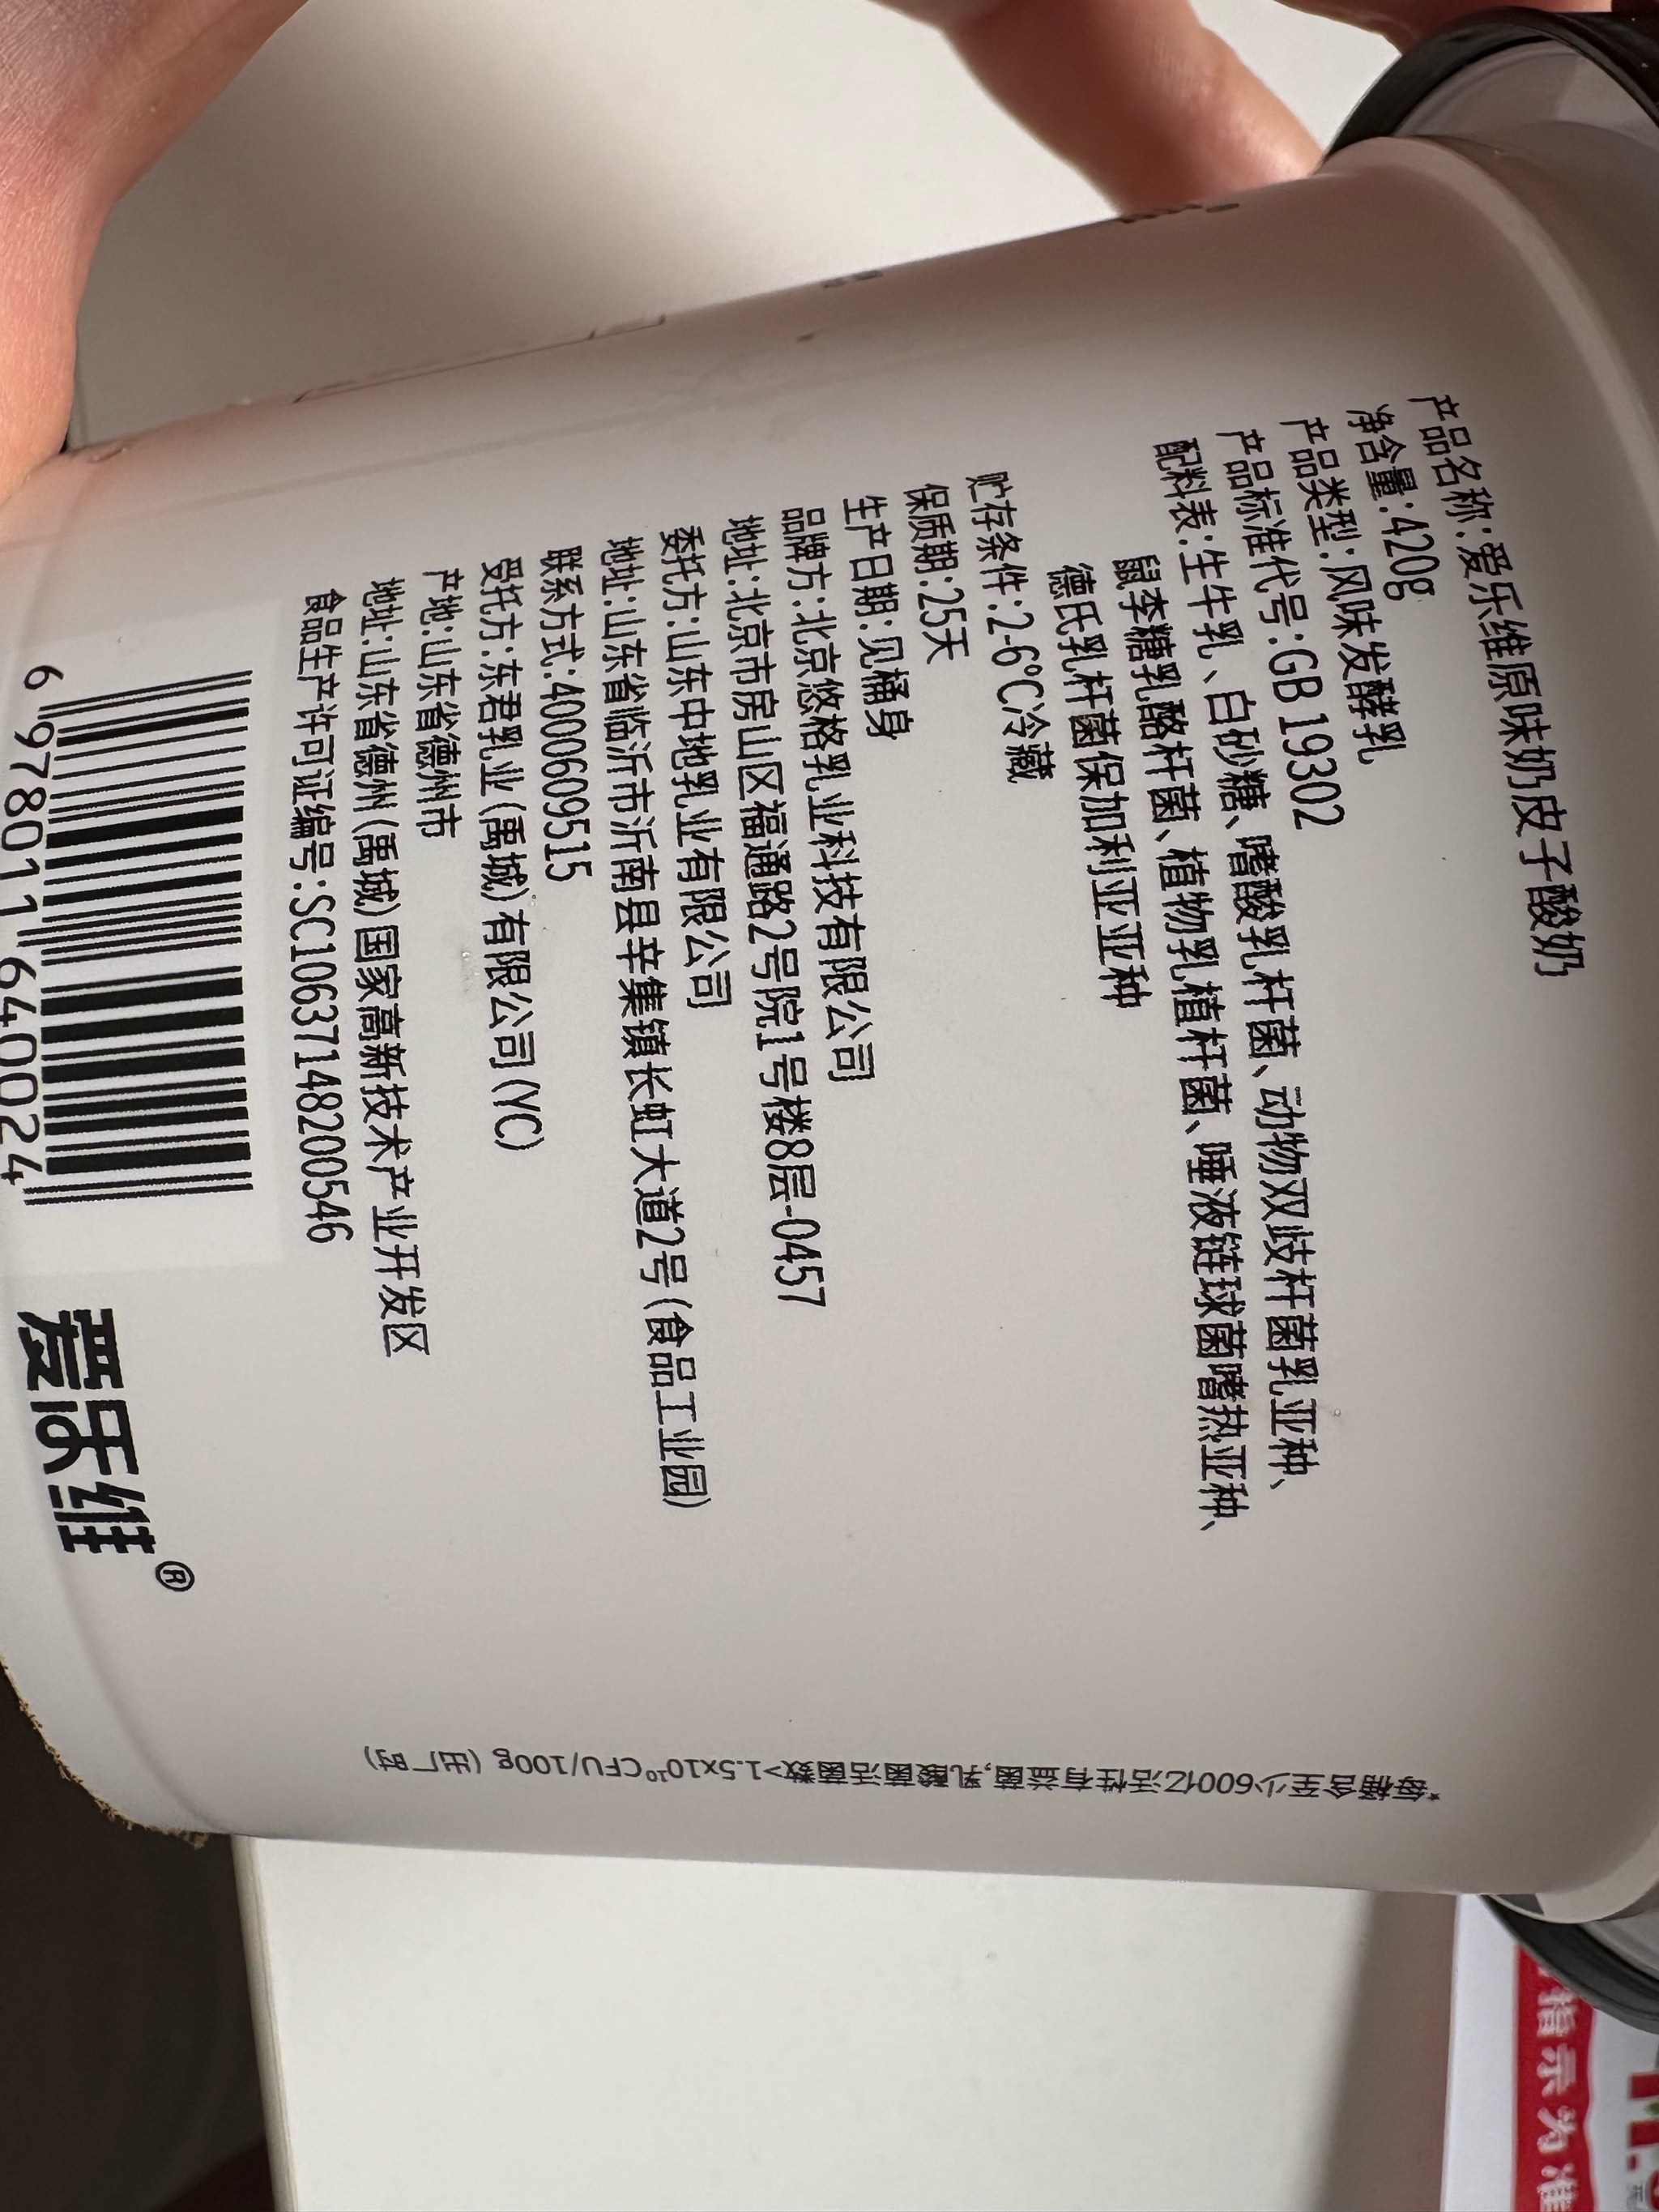 产品名称:爱乐维原味奶皮子酸奶
净含量:420g
产品类型:风味发酵乳
产品标准代号:GB 19302
配料表:生牛乳、白砂糖、嗜酸乳杆菌、动物双歧杆菌乳亚种、
鼠李糖乳酪杆菌、植物乳植杆菌、唾液链球菌嗜热亚种、
德氏乳杆菌保加利亚亚种
贮存条件:2-6°C冷藏
保质期:25天
生产日期:见桶身
品牌方:北京悠格乳业科技有限公司
地址:北京市房山区福通路2号院1号楼8层-0457
委托方:山东中地乳业有限公司
地址:山东省临沂市沂南县辛集镇长虹大道2号(食品工业园)
联系方式:4000609515
受托方:东君乳业(禹城)有限公司(YC)
产地:山东省德州市
地址:山东省德州(禹城)国家高新技术产业开发区
食品生产许可证编号:SC10637148200546
6 978011 640024
爱乐维®
*每桶含至少600亿活性有益菌,乳酸菌活菌数>1.5x10¹⁰CFU/100g (出厂时)
指示为准